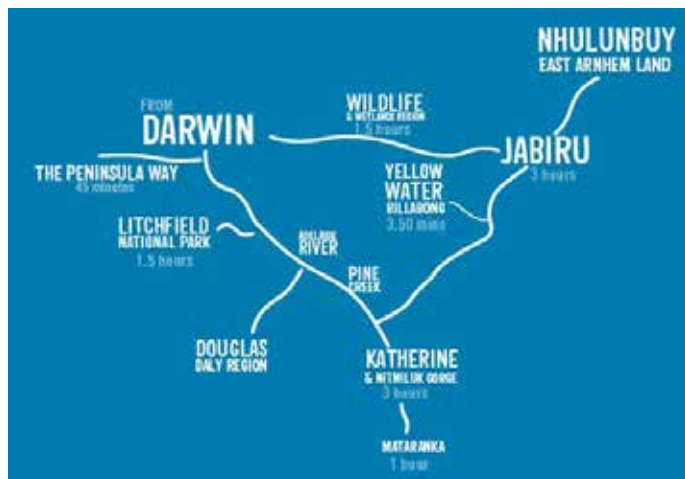 NHULUNBUY
EAST ARNHEM LAND
FROM
DARWIN
WILDLIFE
& WETLANDS REGION
1.5 hours
JABIRU
3 hours
THE PENINSULA WAY
45 minutes
YELLOW
WATER
BILLABONG
3.50 mins
LITCHFIELD
NATIONAL PARK
1.5 hours
ADELAIDE
RIVER
PINE
CREEK
DOUGLAS
DALY REGION
KATHERINE
& NITMILUK GORGE
3 hours
MATARANKA
1 hour